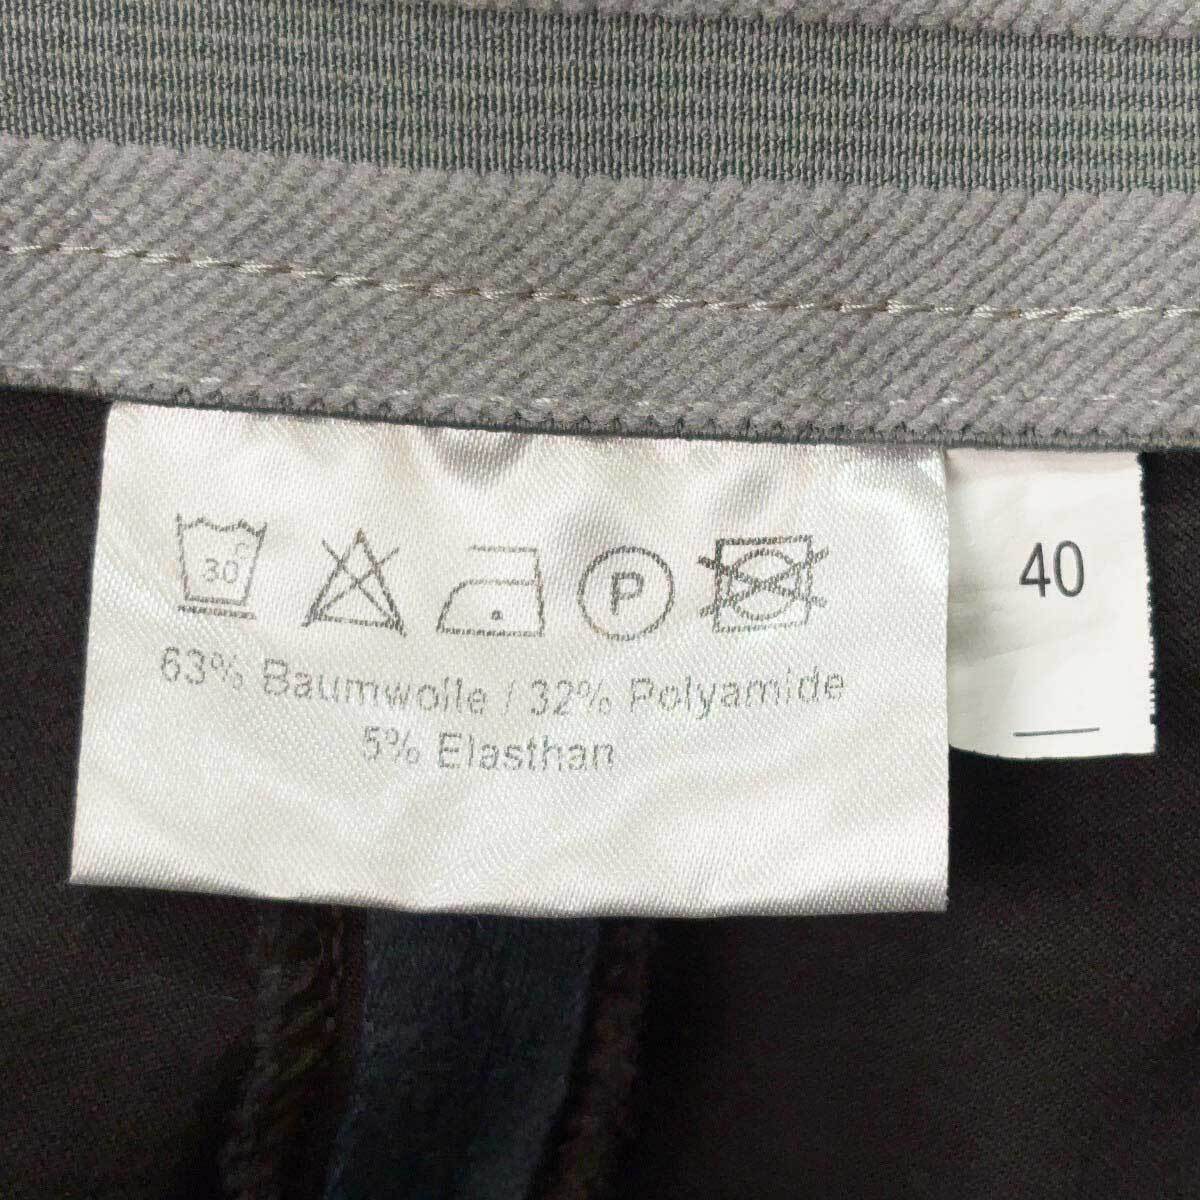 30°
P
40
63% Baumwolle / 32% Polyamide
5% Elasthan